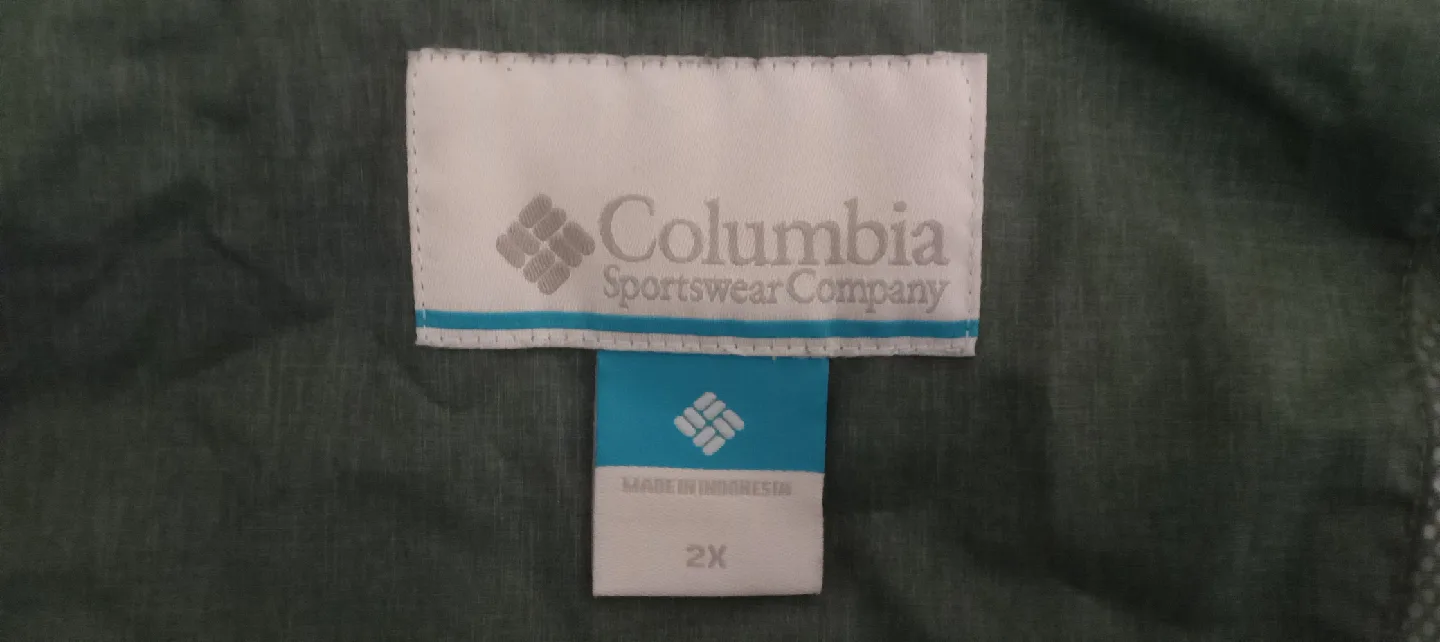 Columbia
Sportswear Company
MADE IN INDONESIA
2X